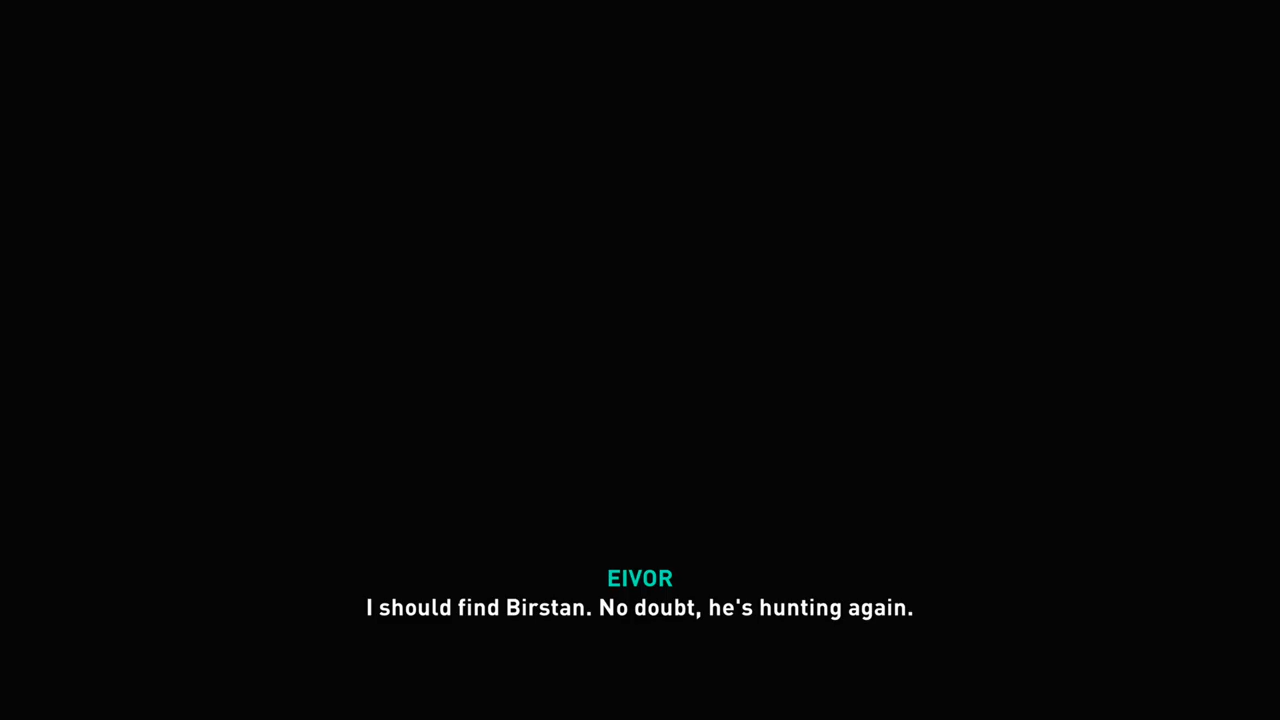 EIVOR
I should find Birstan. No doubt, he's hunting again.